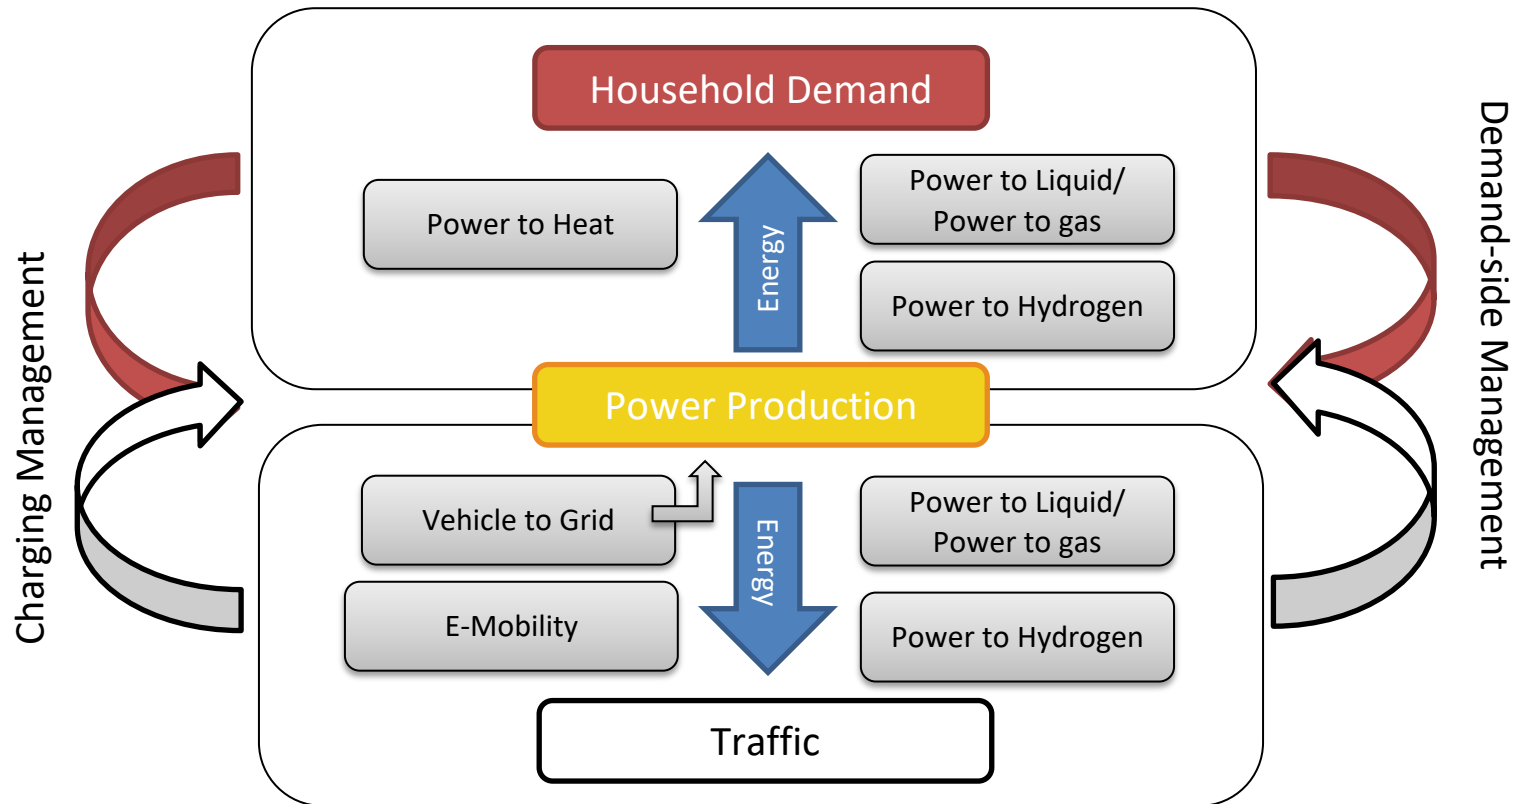 Household Demand
Power to Heat
Energy
Power to Liquid/
Power to gas
Power to Hydrogen
Charging Management
Demand-side Management
Power Production
Vehicle to Grid
E-Mobility
Energy
Power to Liquid/
Power to gas
Power to Hydrogen
Traffic